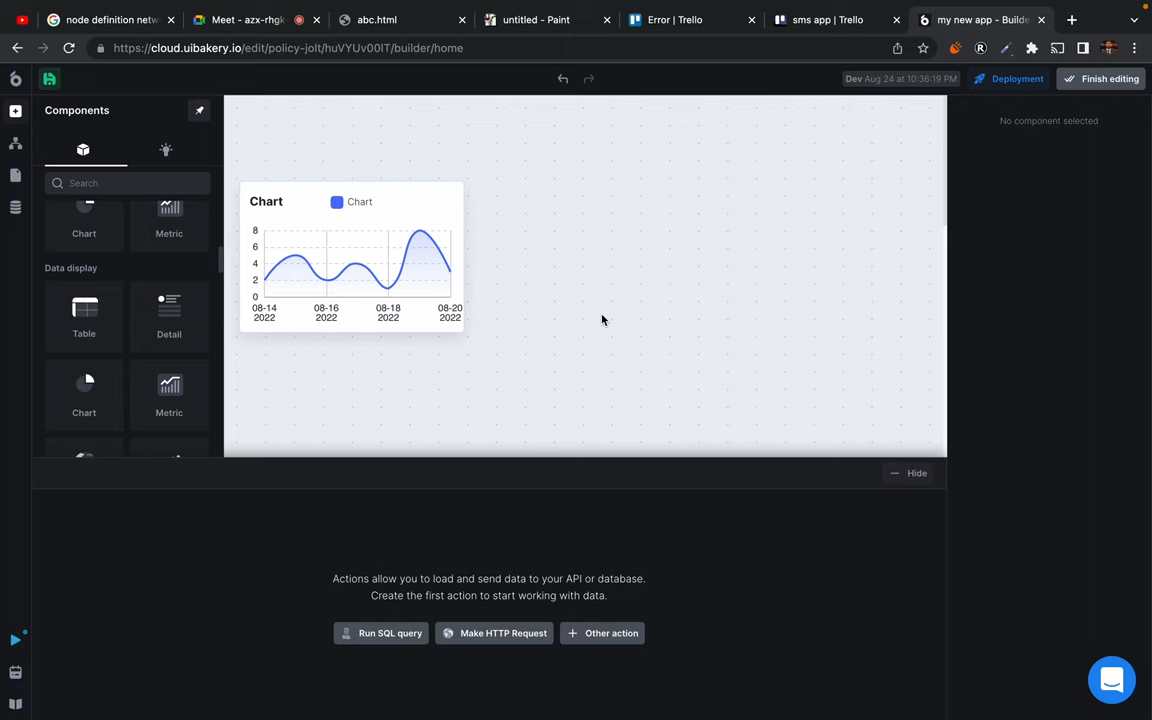 node definition netw
Meet - azx-rhgk
abc.html
untitled - Paint
Error | Trello
sms app | Trello
my new app - Builde
https://cloud.uibakery.io/edit/policy-jolt/huVYUv00IT/builder/home
Dev Aug 24 at 10:36:19 PM
Deployment
Finish editing
Components
No component selected
Search
Chart
Metric
Data display
Table
Detail
Chart
Metric
Chart
Chart
8
6
4
2
0
08-14 08-16 08-18 08-20
2022 2022 2022 2022
Hide
Actions allow you to load and send data to your API or database.
Create the first action to start working with data.
SQL Run SQL query
Make HTTP Request
Other action